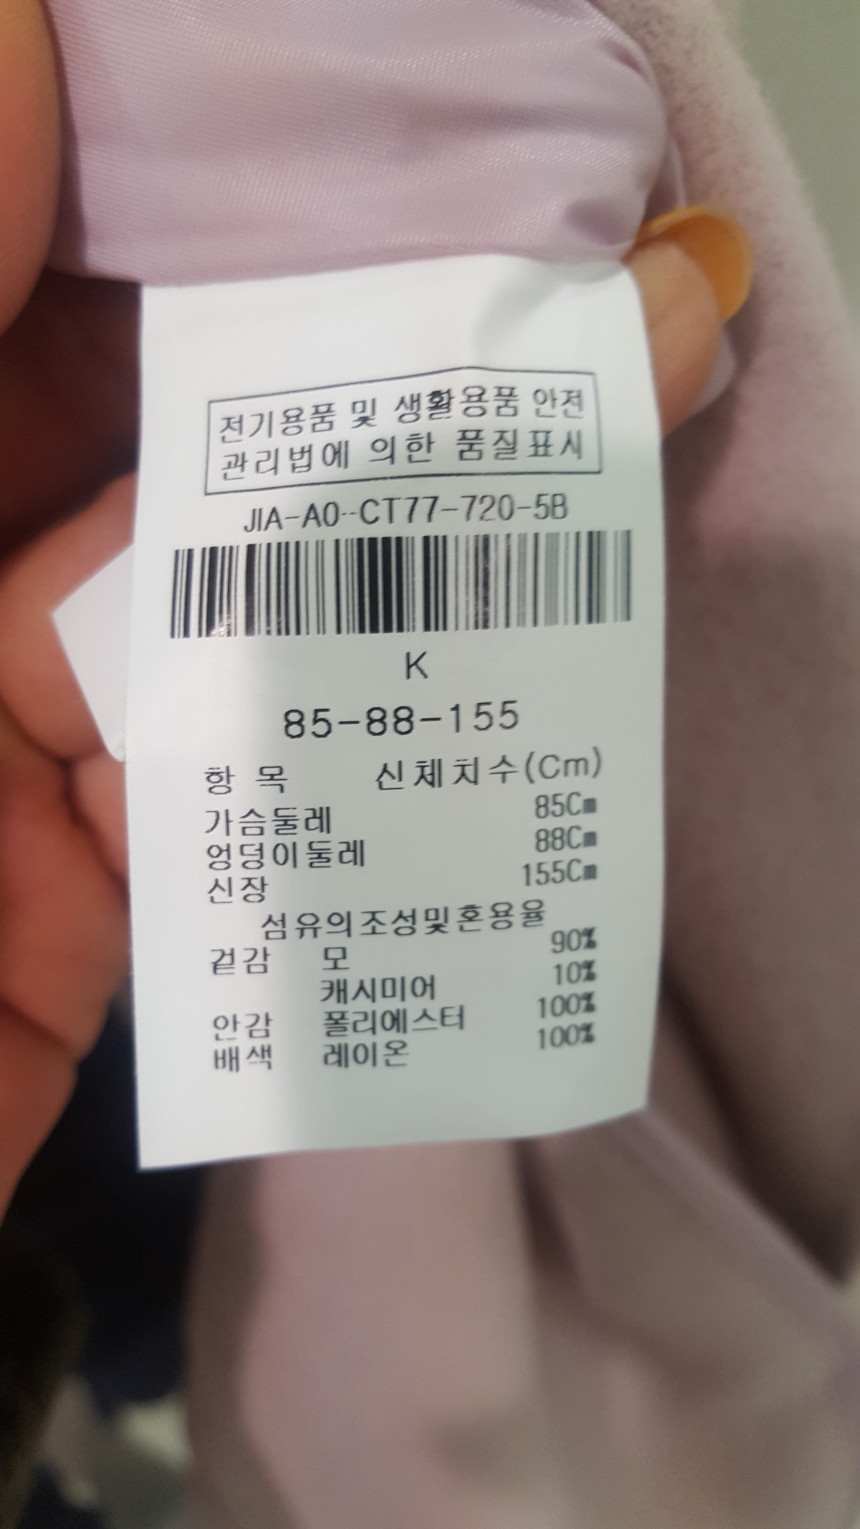 전기용품 및 생활용품 안전
관리법에 의한 품질표시
JIA-A0--CT77-720-5B
K
85-88-155
항 목 신체치수(Cm)
가슴둘레 85Cm
엉덩이둘레 88Cm
신장 155Cm
섬유의조성및혼용율
겉감 모 90%
캐시미어 10%
안감 폴리에스터 100%
배색 레이온 100%